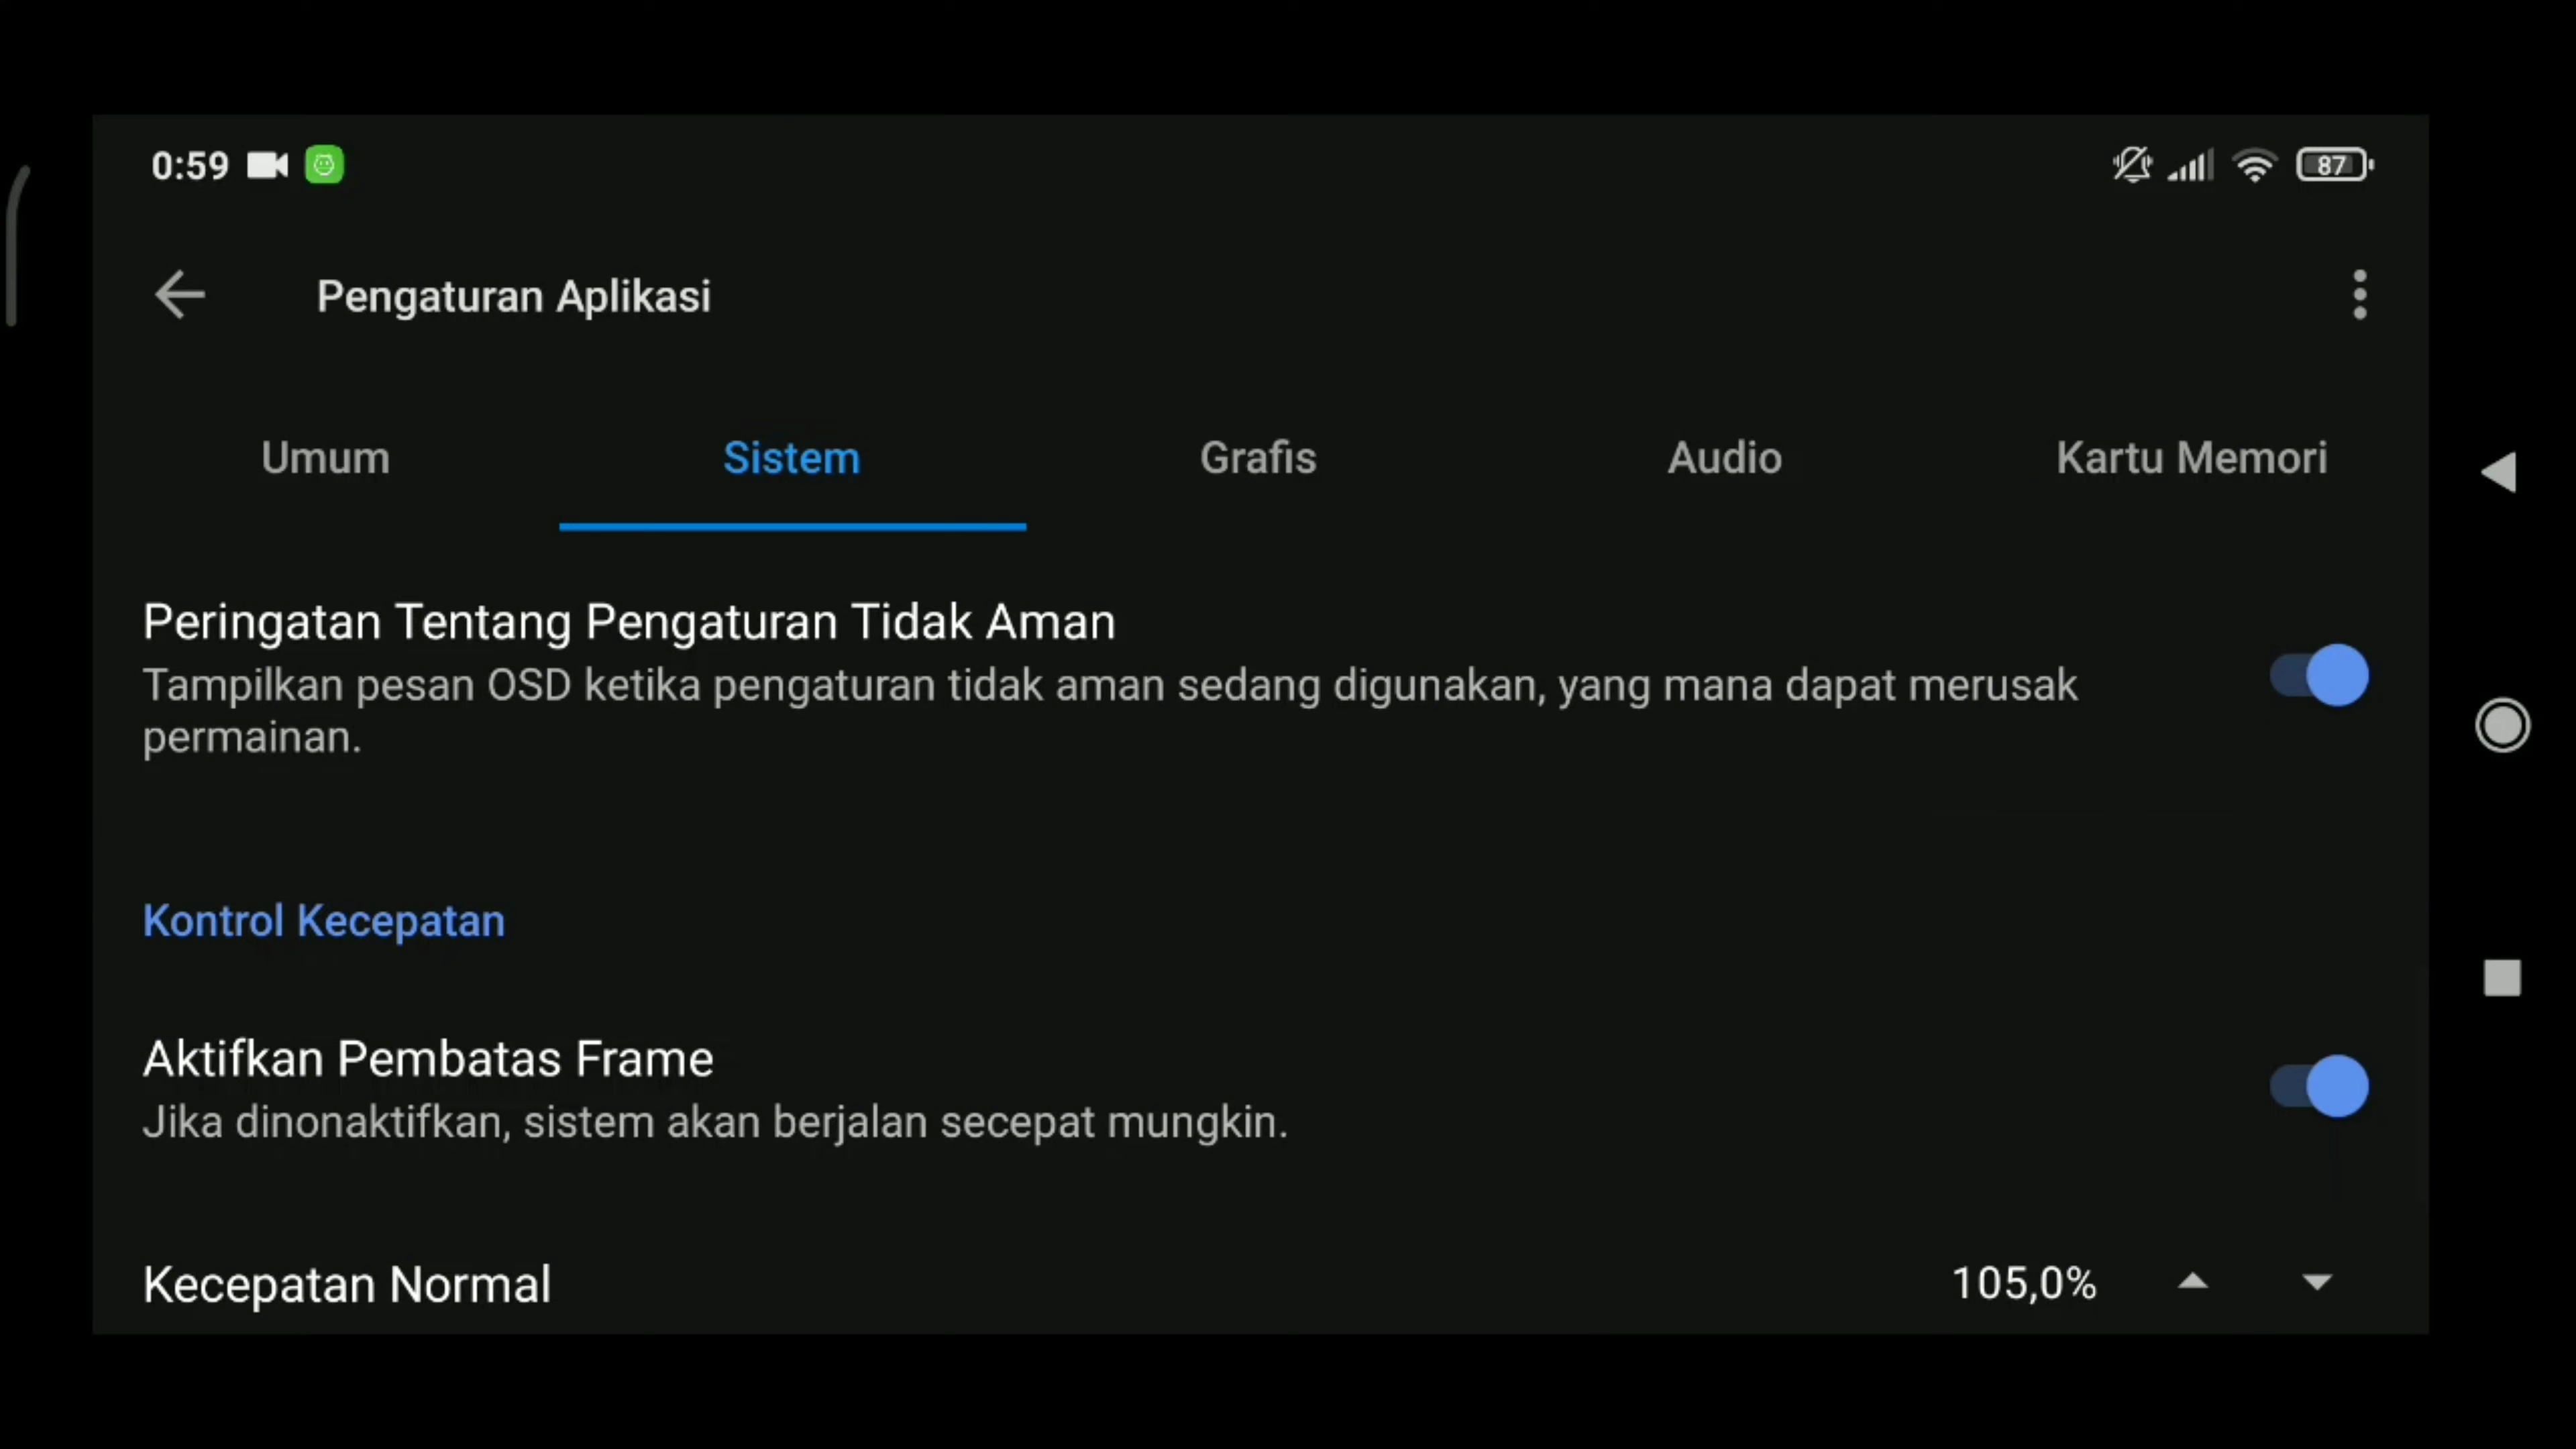 0:59
87
Pengaturan Aplikasi
Umum
Sistem
Grafis
Audio
Kartu Memori
Peringatan Tentang Pengaturan Tidak Aman
Tampilkan pesan OSD ketika pengaturan tidak aman sedang digunakan, yang mana dapat merusak
permainan.
Kontrol Kecepatan
Aktifkan Pembatas Frame
Jika dinonaktifkan, sistem akan berjalan secepat mungkin.
Kecepatan Normal
105,0%